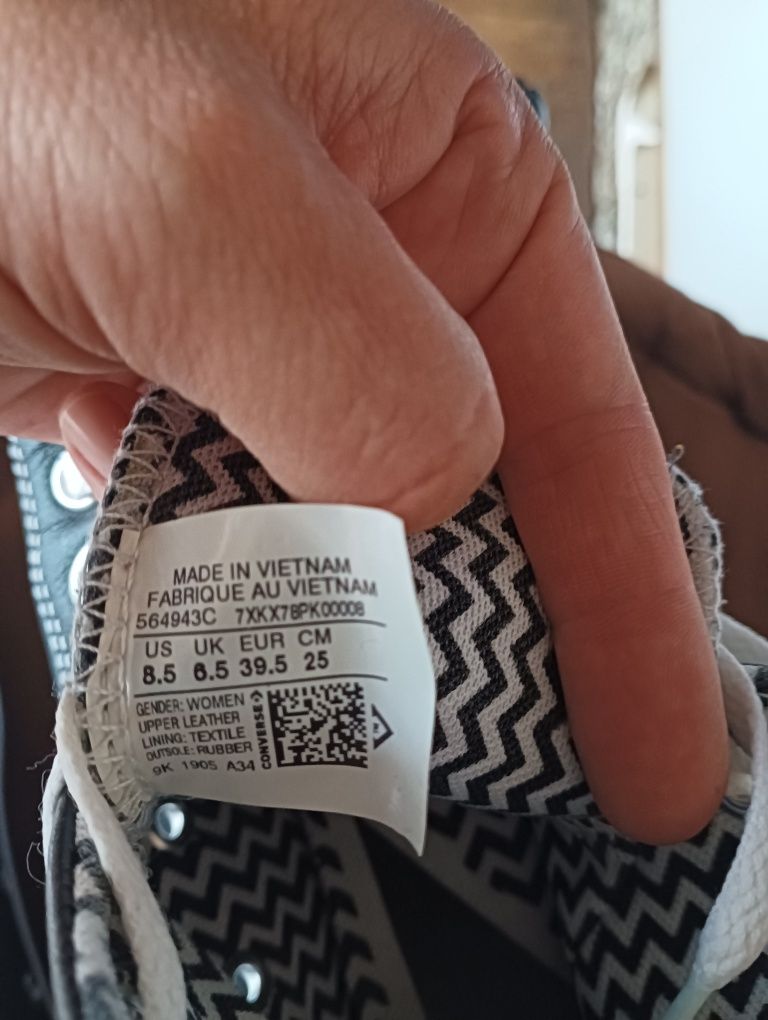 MADE IN VIETNAM
FABRIQUE AU VIETNAM
564943C 7XKX78PK00008
US UK EUR CM
8.5 6.5 39.5 25
GENDER: WOMEN
UPPER LEATHER
LINING: TEXTILE
OUTSOLE: RUBBER
9K 1905 A34
CONVERSE